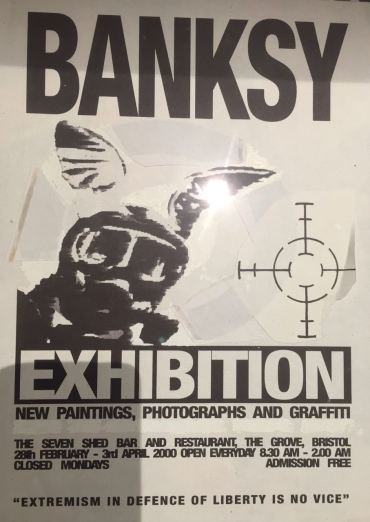 BANKSY
EXHIBITION
NEW PAINTINGS, PHOTOGRAPHS AND GRAFFITI
THE SEVEN SHED BAR AND RESTAURANT, THE GROVE, BRISTOL
28th FEBRUARY - 3rd APRIL 2000 OPEN EVERYDAY 8.30 AM - 2.00 AM
CLOSED MONDAYS ADMISSION FREE
“EXTREMISM IN DEFENCE OF LIBERTY IS NO VICE”